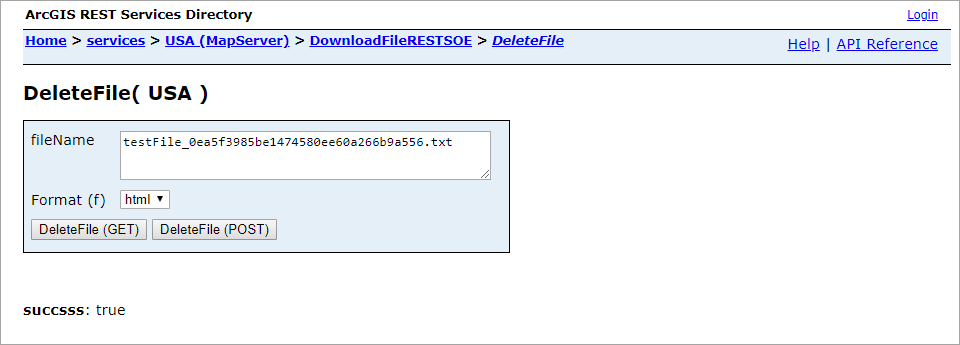 ArcGIS REST Services Directory Login
Home > services > USA (MapServer) > DownloadFileRESTSOE > DeleteFile Help | API Reference
DeleteFile( USA )
fileName testFile_0ea5f3985be1474580ee60a266b9a556.txt
Format (f) html
DeleteFile (GET) DeleteFile (POST)
succsss: true